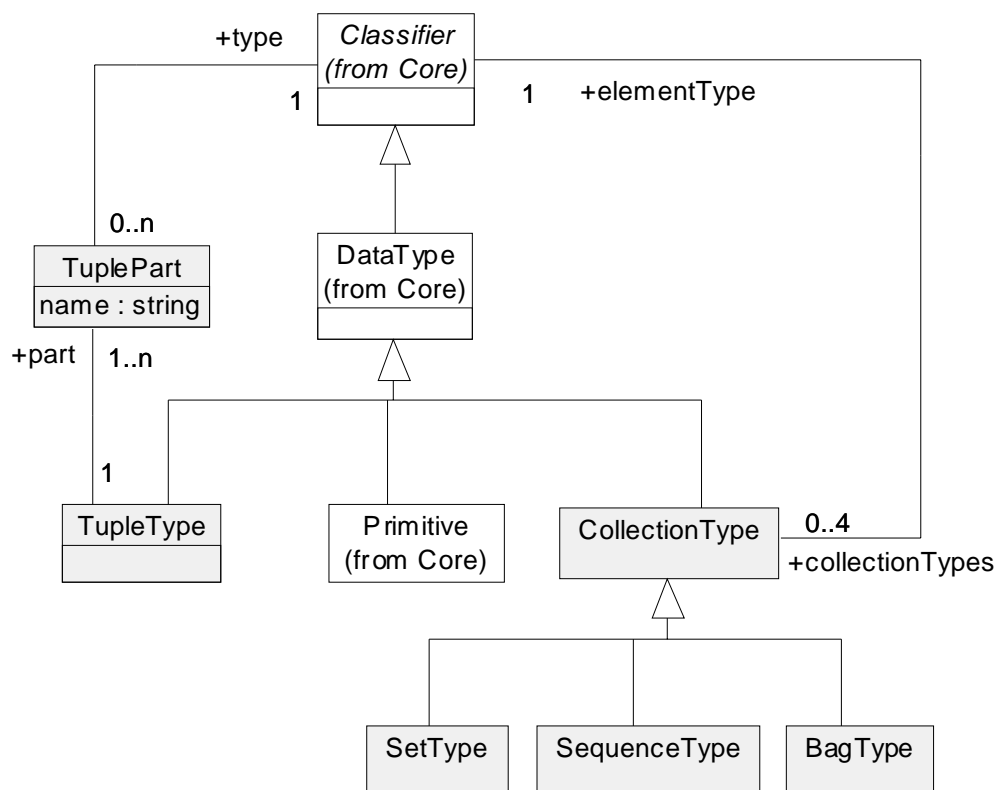 Classifier
(from Core)
+type
1
1
+elementType
0..n
TuplePart
name : string
DataType
(from Core)
+part
1..n
1
TupleType
Primitive
(from Core)
CollectionType
0..4
+collectionTypes
SetType
SequenceType
BagType